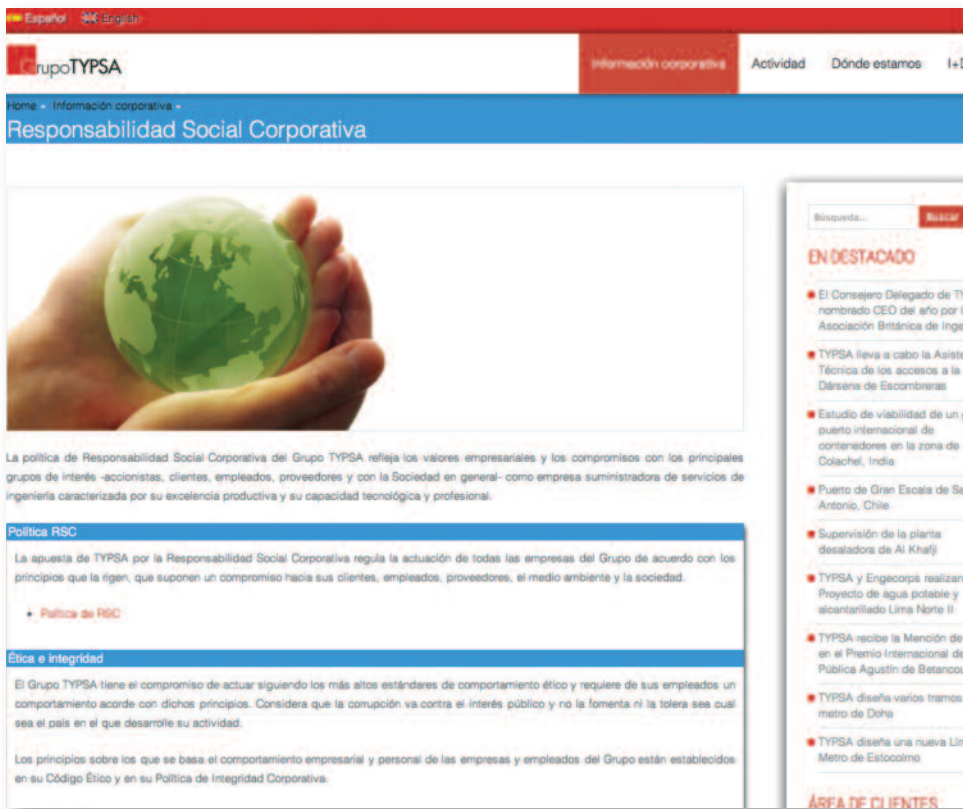 Español English
GrupoTYPSA
Información corporativa Actividad Dónde estamos
Home - Información corporativa -
Responsabilidad Social Corporativa
Búsqueda... Buscar
EN DESTACADO
El Consejero Delegado de
nombrado CEO del año por
Asociación Británica de
TYPSA lleva a cabo la
Técnica de los accesos a la
Dársena de Escombreras
Estudio de viabilidad de un
puerto internacional de
contenedores en la zona de
Colachel, India
Puerto de Gran Escala de
Antonio, Chile
Supervisión de la planta
desaladora de Al Khafji
TYPSA y Engecorps realizan
Proyecto de agua potable y
alcantarillado Lima Norte II
TYPSA recibe la Mención de
en el Premio Internacional de
Pública Agustín de
TYPSA diseña varios tramos
metro de Doha
TYPSA diseña una nueva
Metro de Estocolmo
ÁREA DE CLIENTES
La política de Responsabilidad Social Corporativa del Grupo TYPSA refleja los valores empresariales y los compromisos con los principales
grupos de interés -accionistas, clientes, empleados, proveedores y con la Sociedad en general- como empresa suministradora de servicios de
ingeniería caracterizada por su excelencia productiva y su capacidad tecnológica y profesional.
Política RSC
La apuesta de TYPSA por la Responsabilidad Social Corporativa regula la actuación de todas las empresas del Grupo de acuerdo con los
principios que la rigen, que suponen un compromiso hacia sus clientes, empleados, proveedores, el medio ambiente y la sociedad.
+ Política de RSC
Ética e integridad
El Grupo TYPSA tiene el compromiso de actuar siguiendo los más altos estándares de comportamiento ético y requiere de sus empleados un
comportamiento acorde con dichos principios. Considera que la corrupción va contra el interés público y no la fomenta ni la tolera sea cual
sea el país en el que desarrolle su actividad.
Los principios sobre los que se basa el comportamiento empresarial y personal de las empresas y empleados del Grupo están establecidos
en su Código Ético y en su Política de Integridad Corporativa.